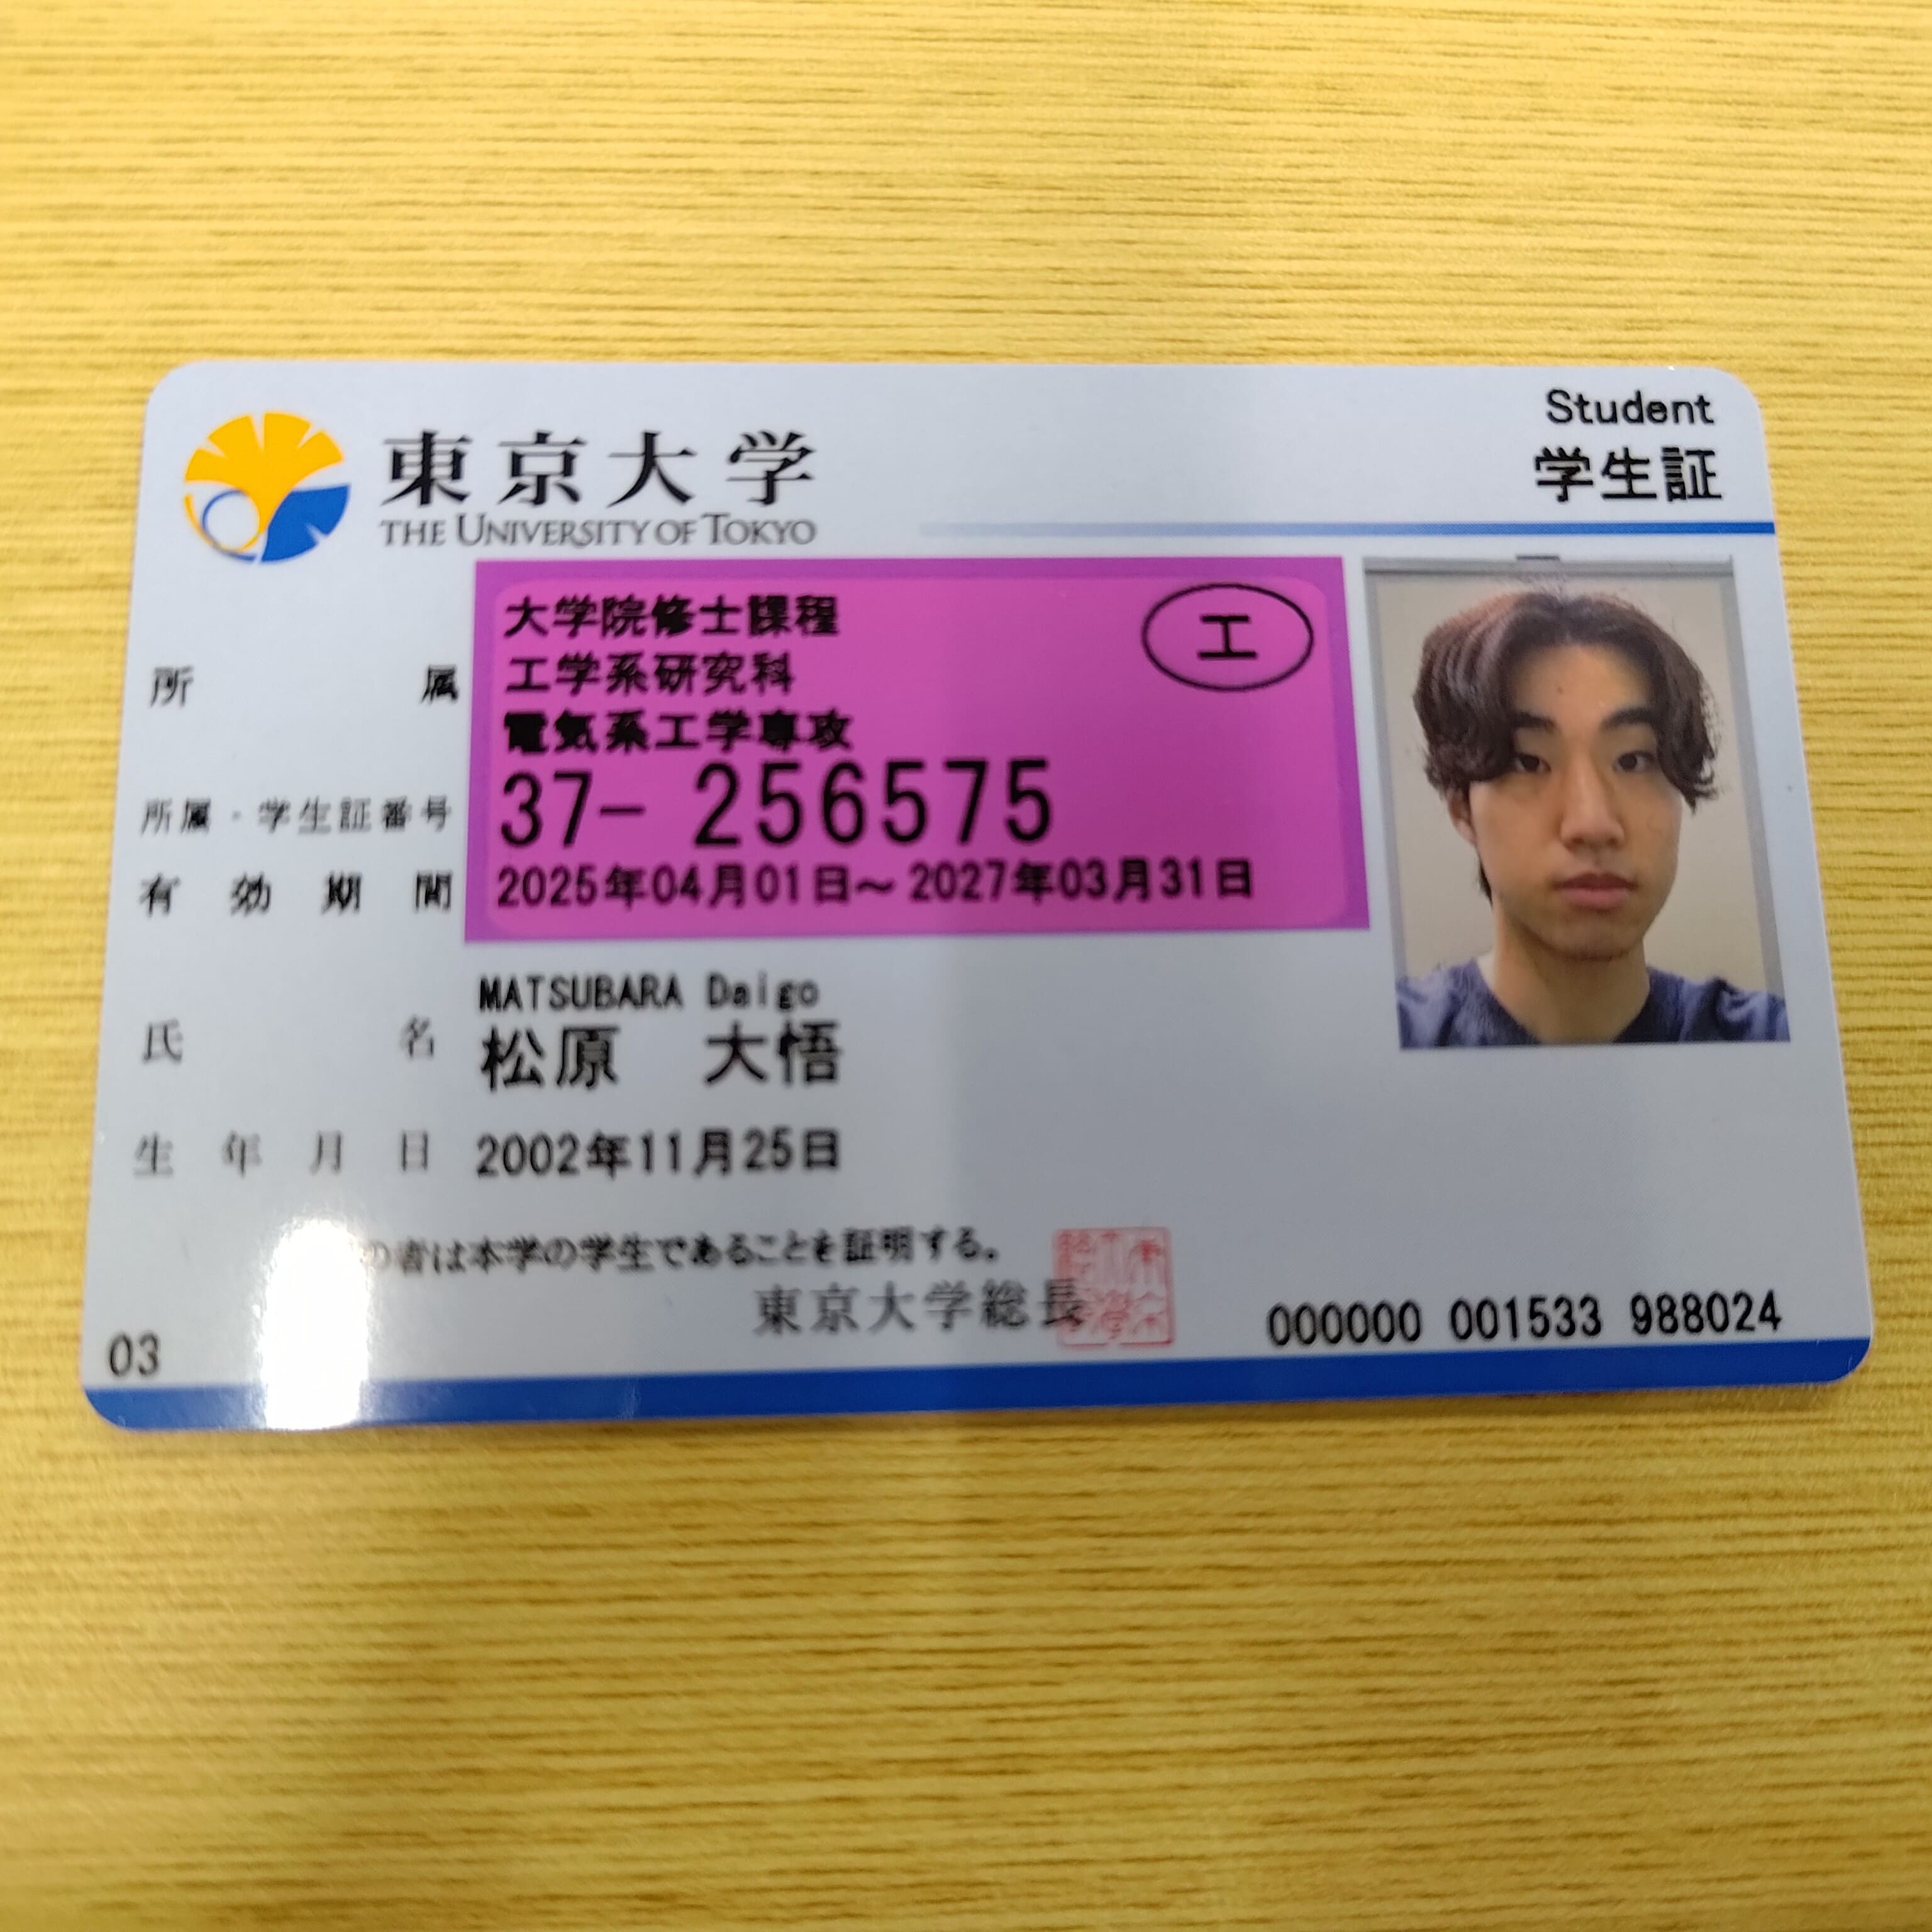 東京大学
THE UNIVERSITY OF TOKYO
Student
学生証
所属
大学院修士課程
工学系研究科
電気系工学専攻
工
所属・学生証番号
37- 256575
有効期間
2025年04月01日～2027年03月31日
MATSUBARA Daigo
氏名
松原 大悟
生年月日
2002年11月25日
の者は本学の学生であることを証明する。
東京大学総長
03
000000 001533 988024